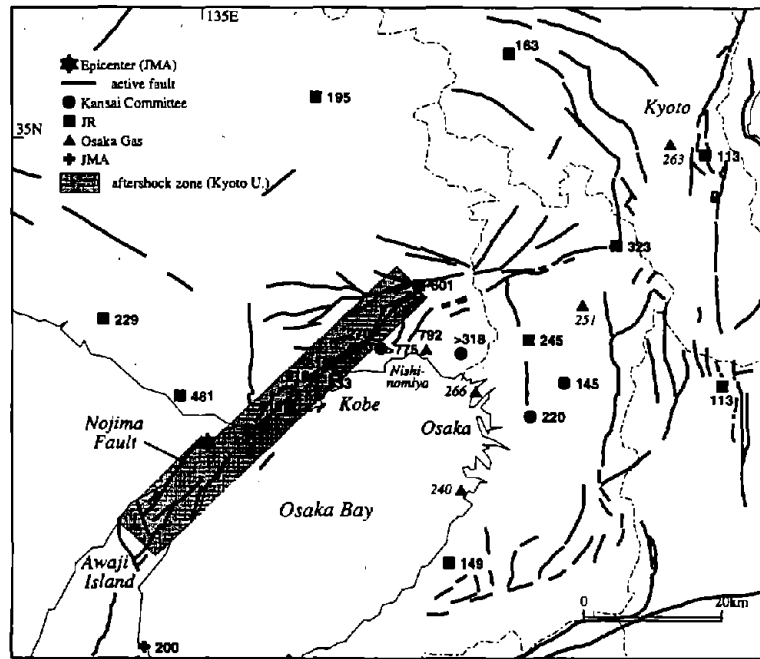 135E
35N
Epicenter (JMA)
active fault
Kansai Committee
JR
Osaka Gas
JMA
aftershock zone (Kyoto U.)
163
195
Kyoto
263
113
323
601
229
251
792
>318
245
775
Nishi-
nomiya
145
113
481
266
Kobe
220
Nojima
Fault
Osaka
240
Osaka Bay
149
Awaji
Island
0
20km
200